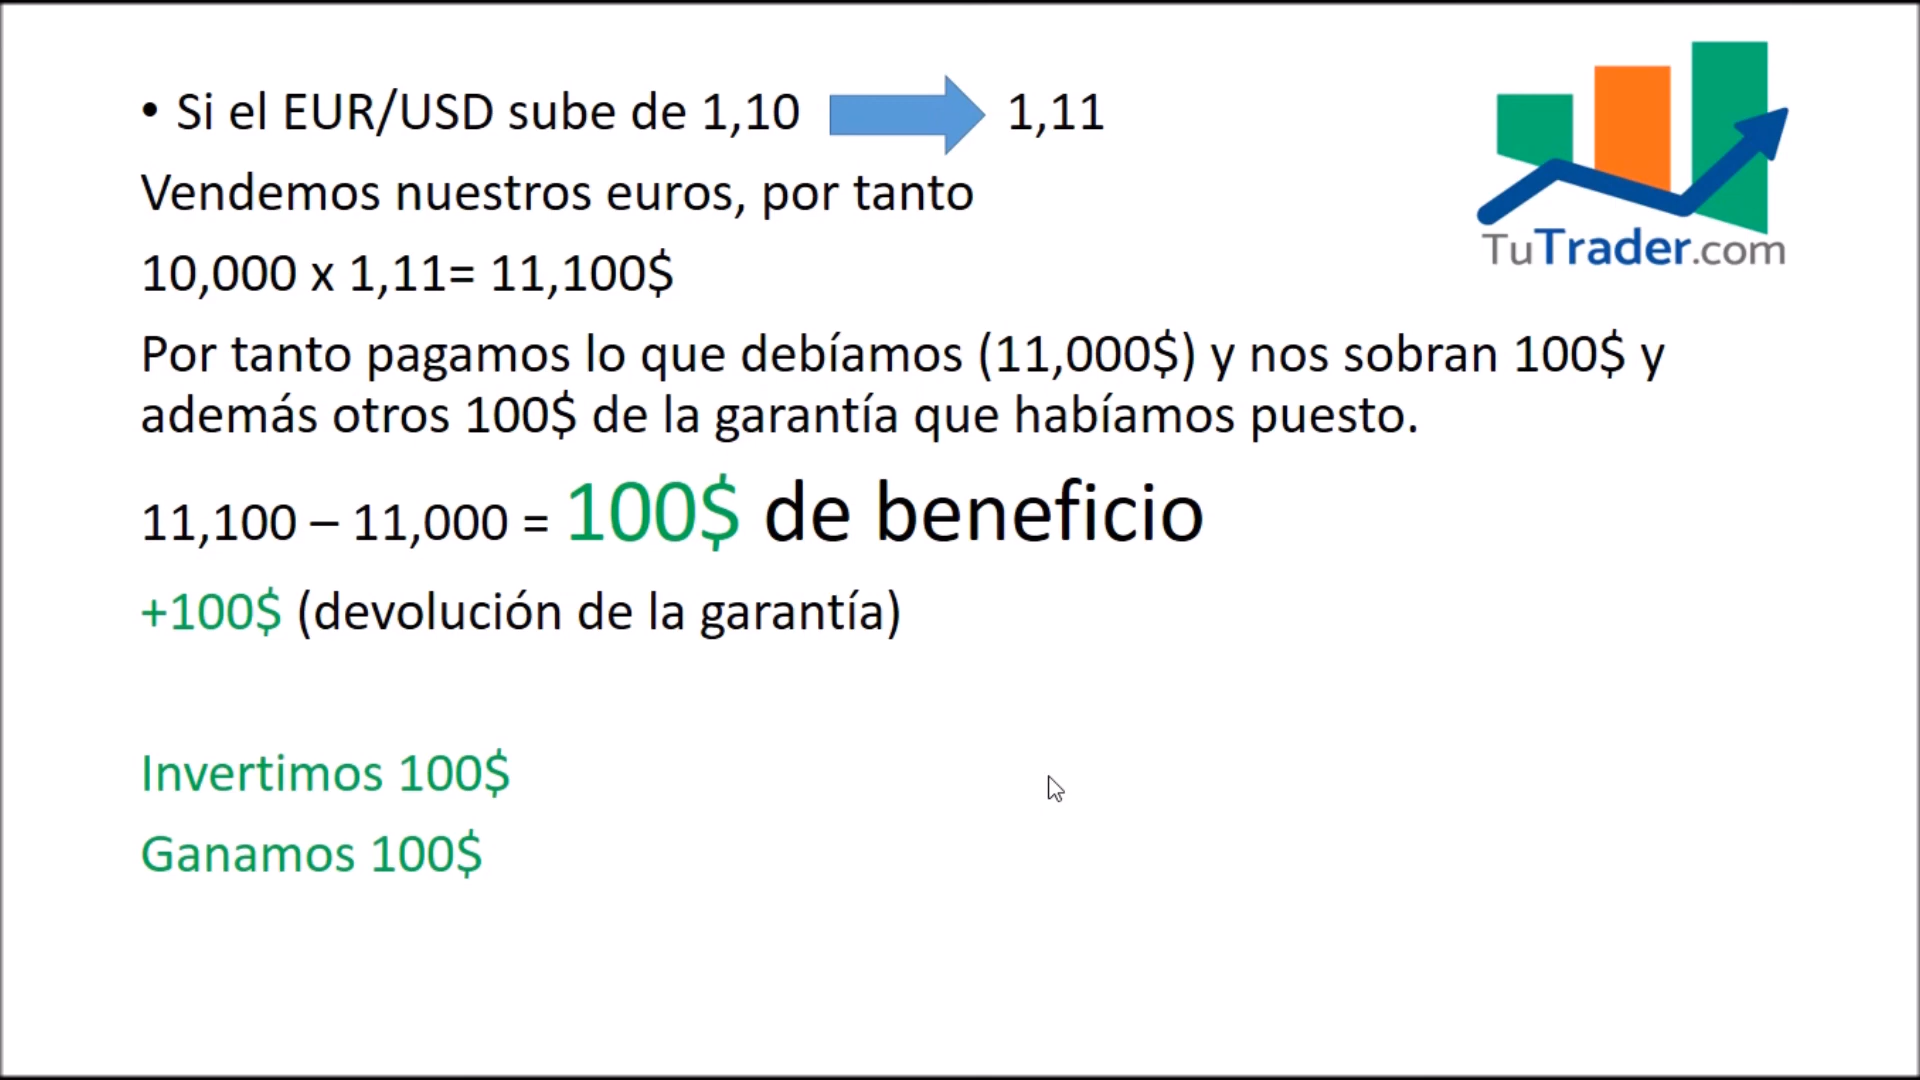 • Si el EUR/USD sube de 1,10 1,11
Vendemos nuestros euros, por tanto
10,000 x 1,11= 11,100$
Por tanto pagamos lo que debíamos (11,000$) y nos sobran 100$ y
además otros 100$ de la garantía que habíamos puesto.
11,100 – 11,000 = 100$ de beneficio
+100$ (devolución de la garantía)
Invertimos 100$
Ganamos 100$
TuTrader.com